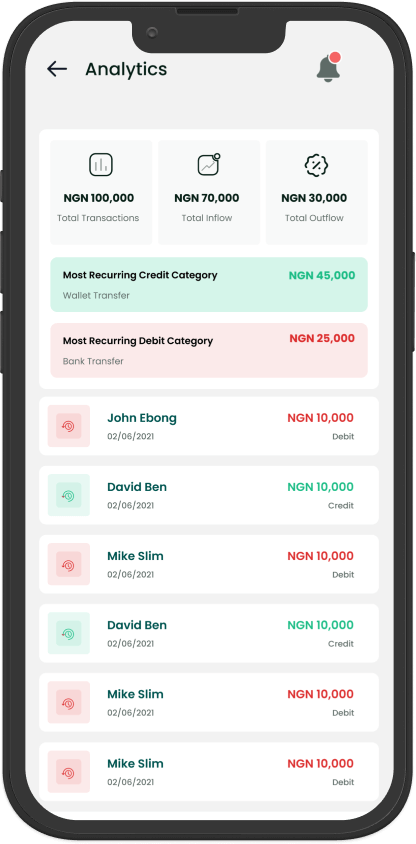 Analytics
NGN 100,000 NGN 70,000 NGN 30,000
Total Transactions Total Inflow Total Outflow
Most Recurring Credit Category NGN 45,000
Wallet Transfer
Most Recurring Debit Category NGN 25,000
Bank Transfer
John Ebong NGN 10,000
02/06/2021 Debit
David Ben NGN 10,000
02/06/2021 Credit
Mike Slim NGN 10,000
02/06/2021 Debit
David Ben NGN 10,000
02/06/2021 Credit
Mike Slim NGN 10,000
02/06/2021 Debit
Mike Slim NGN 10,000
02/06/2021 Debit